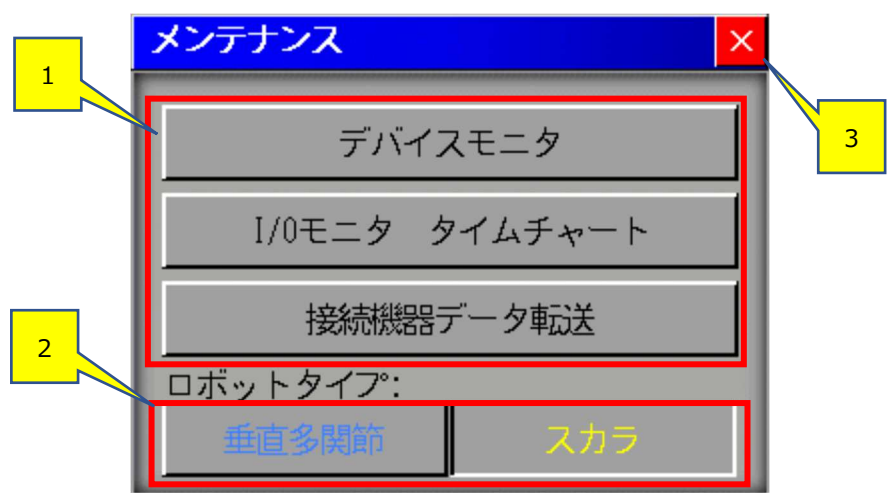 メンテナンス ×
1
3
デバイスモニタ
I/Oモニタ　タイムチャート
接続機器データ転送
2
ロボットタイプ:
垂直多関節 スカラ